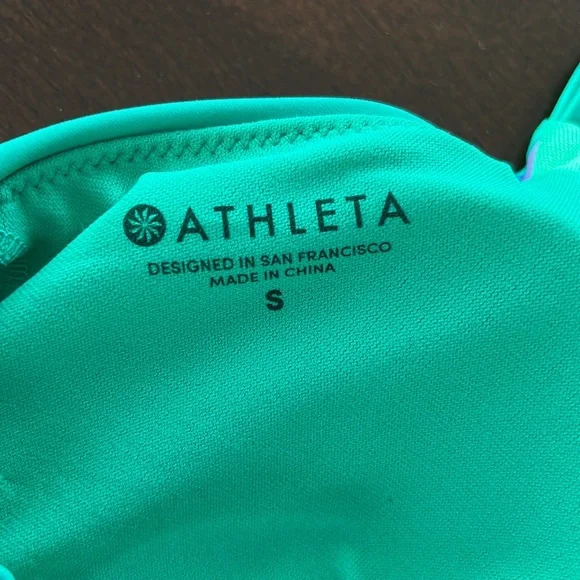 ATHLETA
DESIGNED IN SAN FRANCISCO
MADE IN CHINA
S